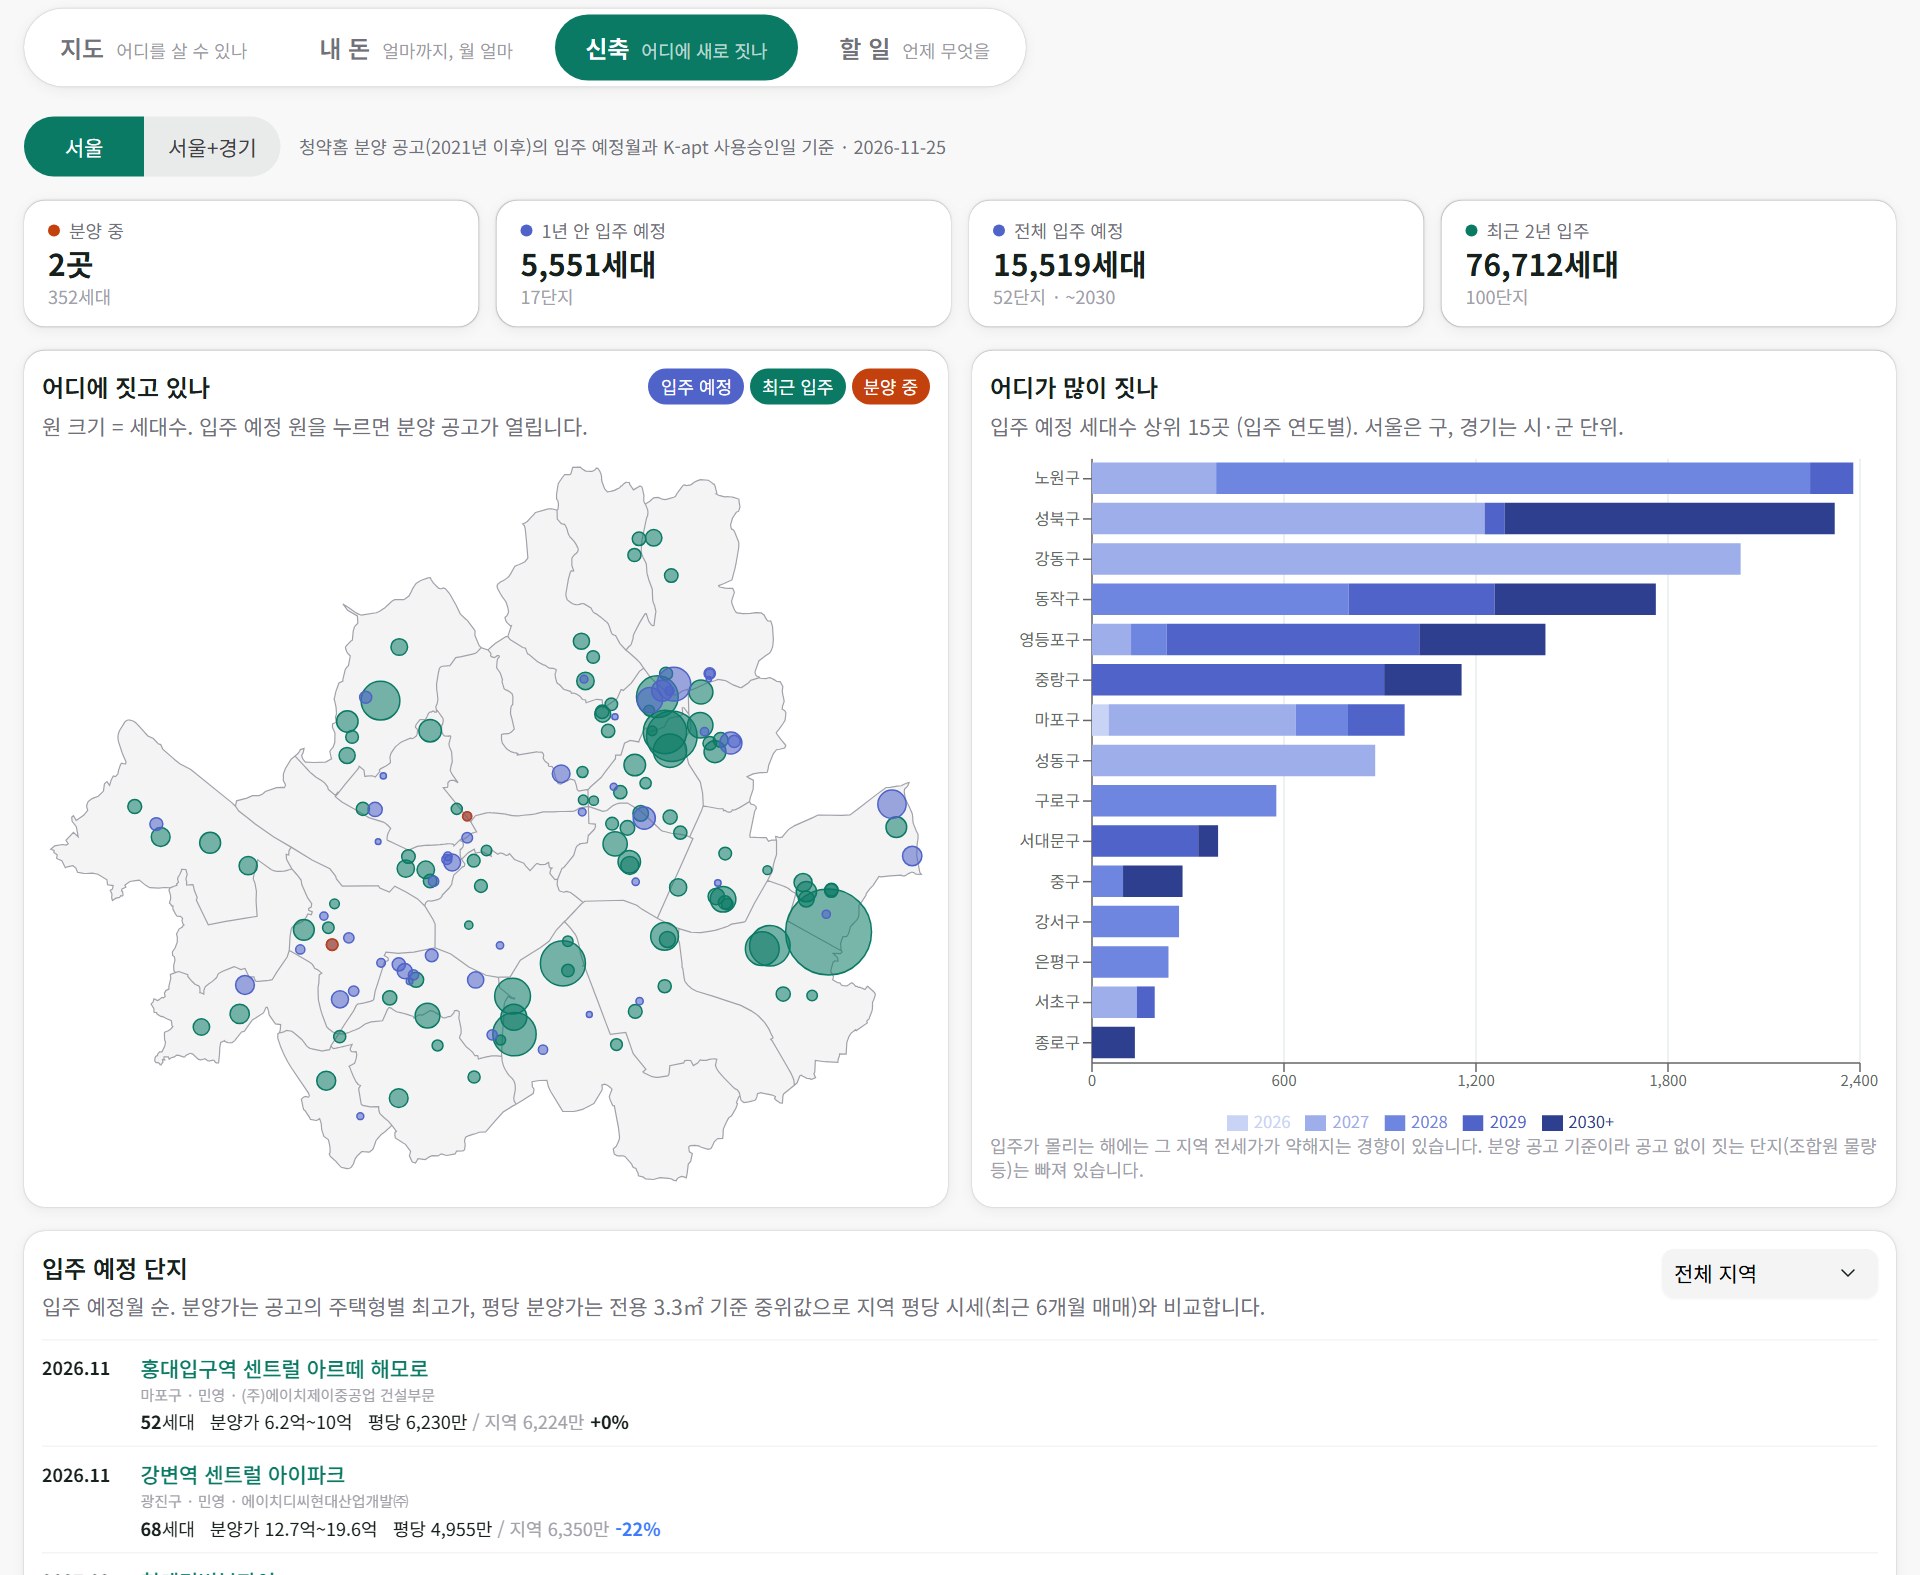 지도 어디를 살 수 있나 내 돈 얼마까지, 월 얼마 신축 어디에 새로 짓나 할 일 언제 무엇을
서울 서울+경기 청약홈 분양 공고(2021년 이후)의 입주 예정월과 K-apt 사용승인일 기준 · 2026-11-25
분양 중
2곳
352세대
1년 안 입주 예정
5,551세대
17단지
전체 입주 예정
15,519세대
52단지 · ~2030
최근 2년 입주
76,712세대
100단지
어디에 짓고 있나
입주 예정 최근 입주 분양 중
원 크기 = 세대수. 입주 예정 원을 누르면 분양 공고가 열립니다.
어디가 많이 짓나
입주 예정 세대수 상위 15곳 (입주 연도별). 서울은 구, 경기는 시·군 단위.
노원구
성북구
강동구
동작구
영등포구
중랑구
마포구
성동구
구로구
서대문구
중구
강서구
은평구
서초구
종로구
0 600 1,200 1,800 2,400
2026 2027 2028 2029 2030+
입주가 몰리는 해에는 그 지역 전세가가 약해지는 경향이 있습니다. 분양 공고 기준이라 공고 없이 짓는 단지(조합원 물량
등)는 빠져 있습니다.
입주 예정 단지
전체 지역
입주 예정월 순. 분양가는 공고의 주택형별 최고가, 평당 분양가는 전용 3.3㎡ 기준 중위값으로 지역 평당 시세(최근 6개월 매매)와 비교합니다.
2026.11 홍대입구역 센트럴 아르떼 해모로
마포구 · 민영 · (주)에이치제이중공업 건설부문
52세대 분양가 6.2억~10억 평당 6,230만 / 지역 6,224만 +0%
2026.11 강변역 센트럴 아이파크
광진구 · 민영 · 에이치디씨현대산업개발㈜
68세대 분양가 12.7억~19.6억 평당 4,955만 / 지역 6,350만 -22%